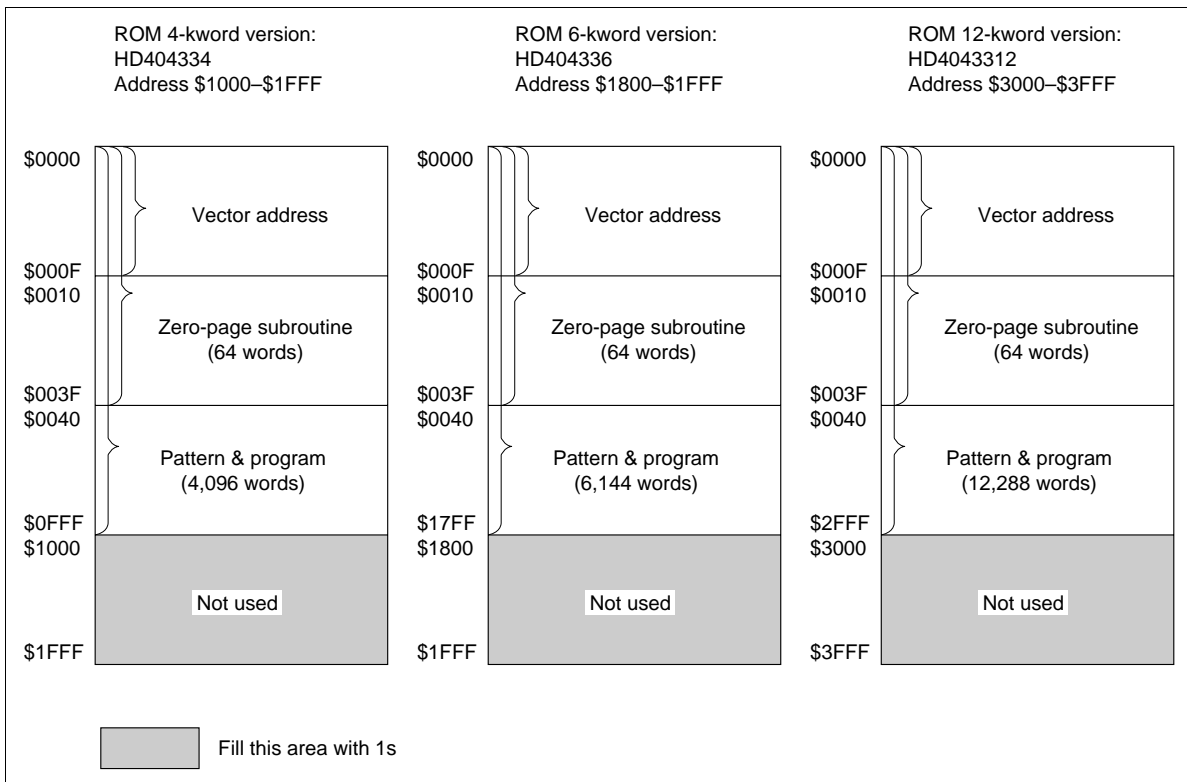 ROM 4-kword version:
HD404334
Address $1000–$1FFF
ROM 6-kword version:
HD404336
Address $1800–$1FFF
ROM 12-kword version:
HD4043312
Address $3000–$3FFF
$0000
Vector address
$000F
$0010
Zero-page subroutine
(64 words)
$003F
$0040
Pattern & program
(4,096 words)
$0FFF
$1000
Not used
$1FFF
$0000
Vector address
$000F
$0010
Zero-page subroutine
(64 words)
$003F
$0040
Pattern & program
(6,144 words)
$17FF
$1800
Not used
$1FFF
$0000
Vector address
$000F
$0010
Zero-page subroutine
(64 words)
$003F
$0040
Pattern & program
(12,288 words)
$2FFF
$3000
Not used
$3FFF
Fill this area with 1s